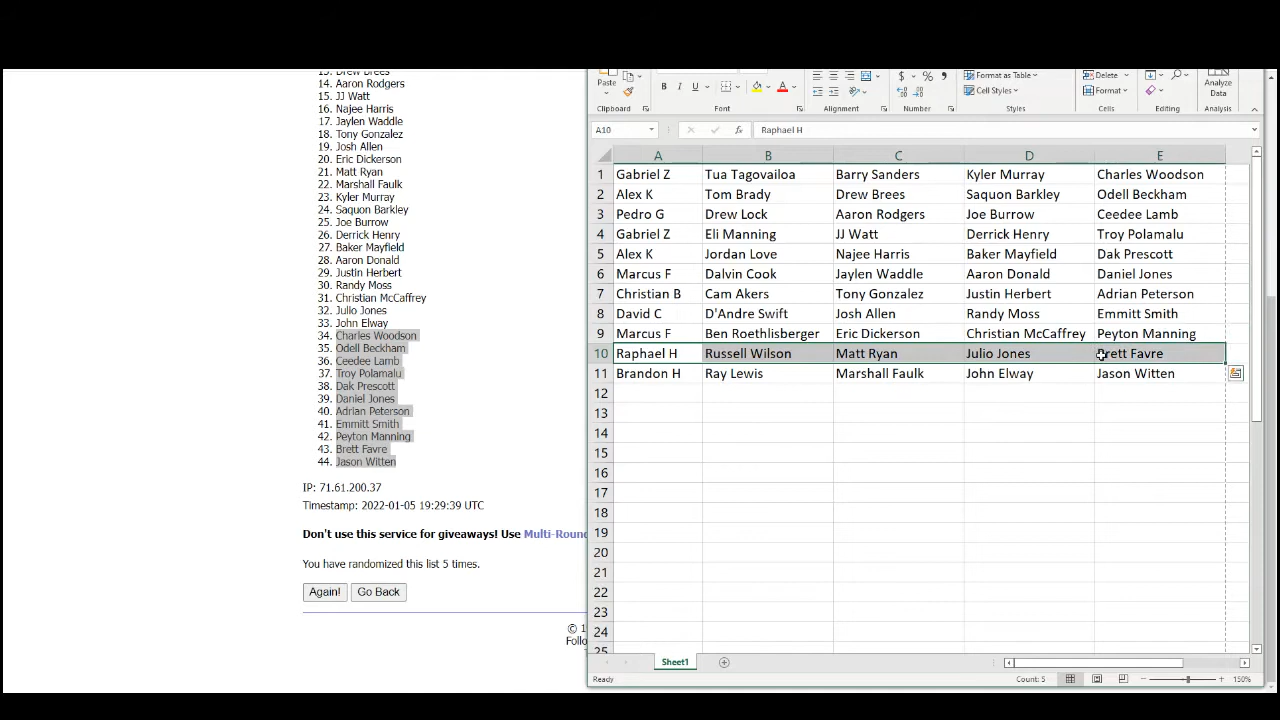 14. Aaron Rodgers
15. JJ Watt
16. Najee Harris
17. Jaylen Waddle
18. Tony Gonzalez
19. Josh Allen
20. Eric Dickerson
21. Matt Ryan
22. Marshall Faulk
23. Kyler Murray
24. Saquon Barkley
25. Joe Burrow
26. Derrick Henry
27. Baker Mayfield
28. Aaron Donald
29. Justin Herbert
30. Randy Moss
31. Christian McCaffrey
32. Julio Jones
33. John Elway
34. Charles Woodson
35. Odell Beckham
36. Ceedee Lamb
37. Troy Polamalu
38. Dak Prescott
39. Daniel Jones
40. Adrian Peterson
41. Emmitt Smith
42. Peyton Manning
43. Brett Favre
44. Jason Witten
IP: 71.61.200.37
Timestamp: 2022-01-05 19:29:39 UTC
Don't use this service for giveaways! Use Multi-Roun
You have randomized this list 5 times.
Again! Go Back
© 1
Follo
Paste
B I U A $ % 9
Format as Table
Cell Styles
Delete
Format
Analyze
Data
Clipboard Font Alignment Number Styles Cells Editing Analysis
A10 fx Raphael H
A B C D E
1 Gabriel Z Tua Tagovailoa Barry Sanders Kyler Murray Charles Woodson
2 Alex K Tom Brady Drew Brees Saquon Barkley Odell Beckham
3 Pedro G Drew Lock Aaron Rodgers Joe Burrow Ceedee Lamb
4 Gabriel Z Eli Manning JJ Watt Derrick Henry Troy Polamalu
5 Alex K Jordan Love Najee Harris Baker Mayfield Dak Prescott
6 Marcus F Dalvin Cook Jaylen Waddle Aaron Donald Daniel Jones
7 Christian B Cam Akers Tony Gonzalez Justin Herbert Adrian Peterson
8 David C D'Andre Swift Josh Allen Randy Moss Emmitt Smith
9 Marcus F Ben Roethlisberger Eric Dickerson Christian McCaffrey Peyton Manning
10 Raphael H Russell Wilson Matt Ryan Julio Jones Brett Favre
11 Brandon H Ray Lewis Marshall Faulk John Elway Jason Witten
12
13
14
15
16
17
18
19
20
21
22
23
24
25
Sheet1
Ready Count: 5 150%